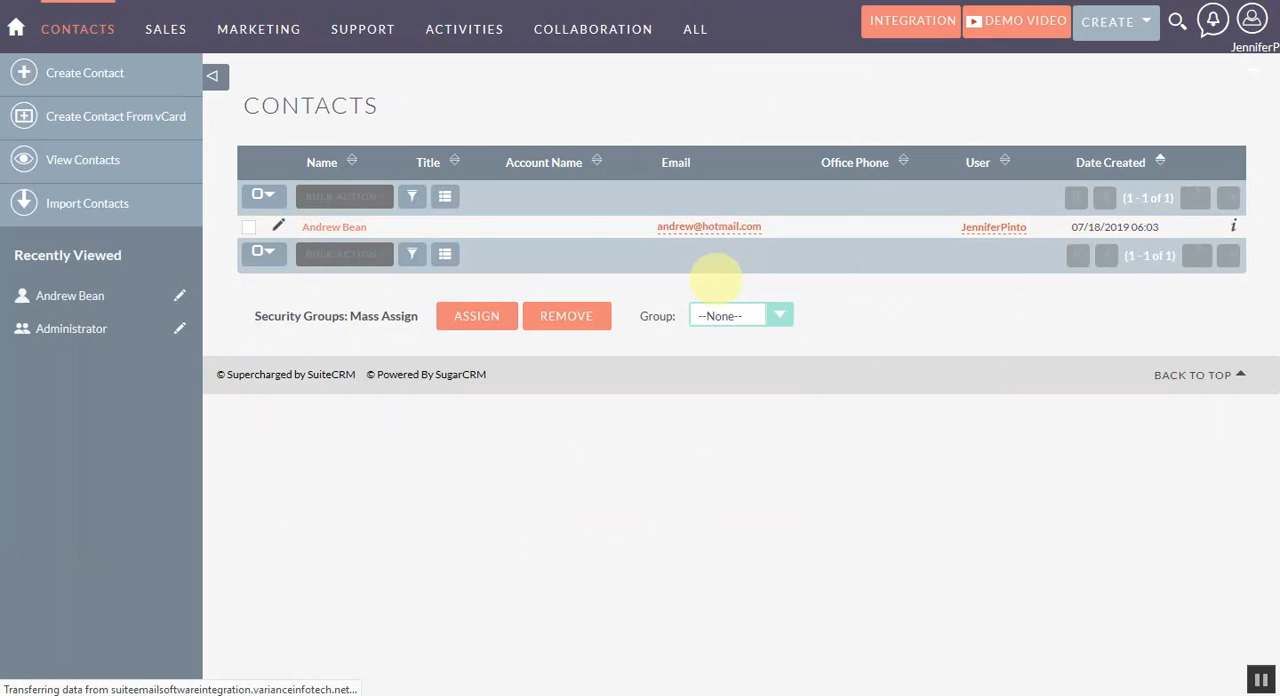 CONTACTS SALES MARKETING SUPPORT ACTIVITIES COLLABORATION ALL INTEGRATION DEMO VIDEO CREATE
JenniferP
Create Contact
Create Contact From vCard
View Contacts
Import Contacts
Recently Viewed
Andrew Bean
Administrator
CONTACTS
Name Title Account Name Email Office Phone User Date Created
BULK ACTION (1 - 1 of 1)
Andrew Bean andrew@hotmail.com JenniferPinto 07/18/2019 06:03
BULK ACTION (1 - 1 of 1)
Security Groups: Mass Assign ASSIGN REMOVE Group: --None--
© Supercharged by SuiteCRM © Powered By SugarCRM BACK TO TOP
Transferring data from suiteemailsoftwareintegration.varianceinfotech.net...